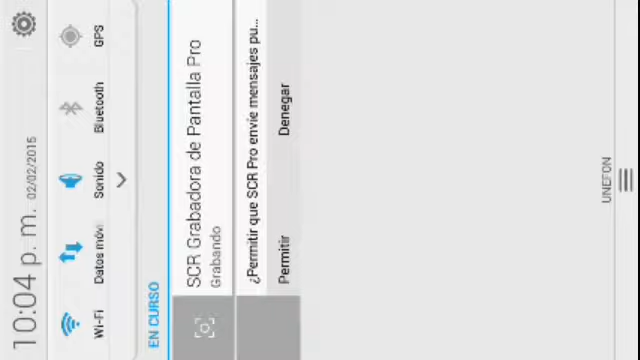 10:04 p. m. 02/02/2015
Wi-Fi
Datos móvi
Sonido
Bluetooth
GPS
EN CURSO
SCR Grabadora de Pantalla Pro
Grabando
¿Permitir que SCR Pro envíe mensajes pu...
Permitir
Denegar
UNEFON